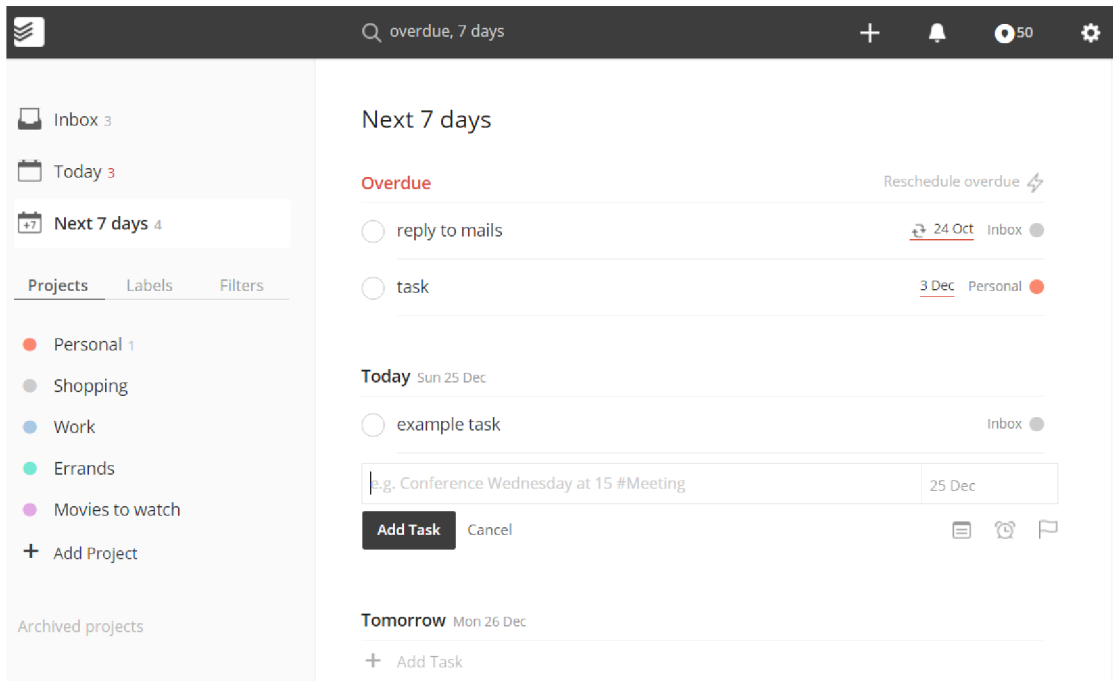 overdue, 7 days
50
Inbox 3
Today 3
+7 Next 7 days 4
Projects Labels Filters
Personal 1
Shopping
Work
Errands
Movies to watch
+ Add Project
Archived projects
Next 7 days
Overdue Reschedule overdue
reply to mails 24 Oct Inbox
task 3 Dec Personal
Today Sun 25 Dec
example task Inbox
e.g. Conference Wednesday at 15 #Meeting 25 Dec
Add Task Cancel
Tomorrow Mon 26 Dec
+ Add Task